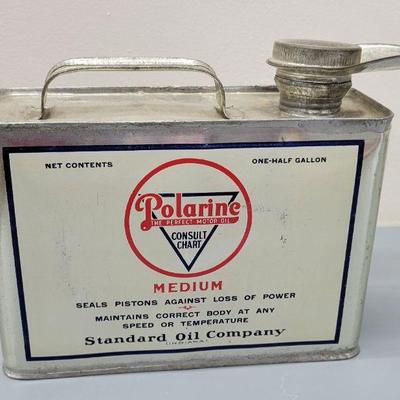 NET CONTENTS
ONE-HALF GALLON
Polarine
THE PERFECT MOTOR OIL
CONSULT
CHART
MEDIUM
SEALS PISTONS AGAINST LOSS OF POWER
MAINTAINS CORRECT BODY AT ANY
SPEED OR TEMPERATURE
Standard Oil Company
(INDIANA)